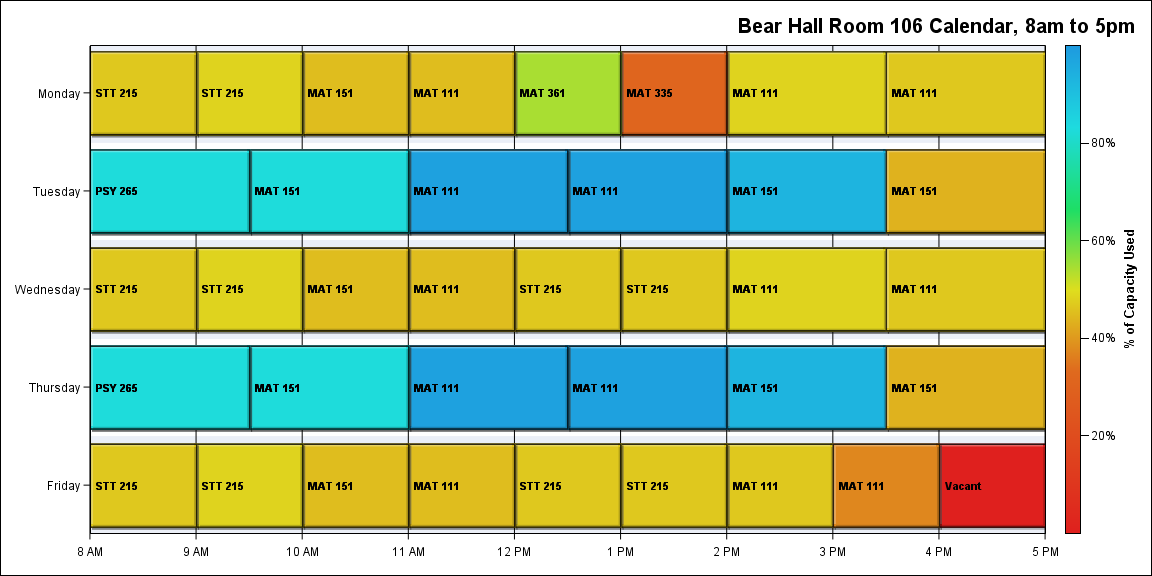 Bear Hall Room 106 Calendar, 8am to 5pm
Monday
STT 215
STT 215
MAT 151
MAT 111
MAT 361
MAT 335
MAT 111
MAT 111
Tuesday
PSY 265
MAT 151
MAT 111
MAT 111
MAT 151
MAT 151
Wednesday
STT 215
STT 215
MAT 151
MAT 111
STT 215
STT 215
MAT 111
MAT 111
Thursday
PSY 265
MAT 151
MAT 111
MAT 111
MAT 151
MAT 151
Friday
STT 215
STT 215
MAT 151
MAT 111
STT 215
STT 215
MAT 111
MAT 111
Vacant
8 AM
9 AM
10 AM
11 AM
12 PM
1 PM
2 PM
3 PM
4 PM
5 PM
80%
60%
40%
20%
% of Capacity Used